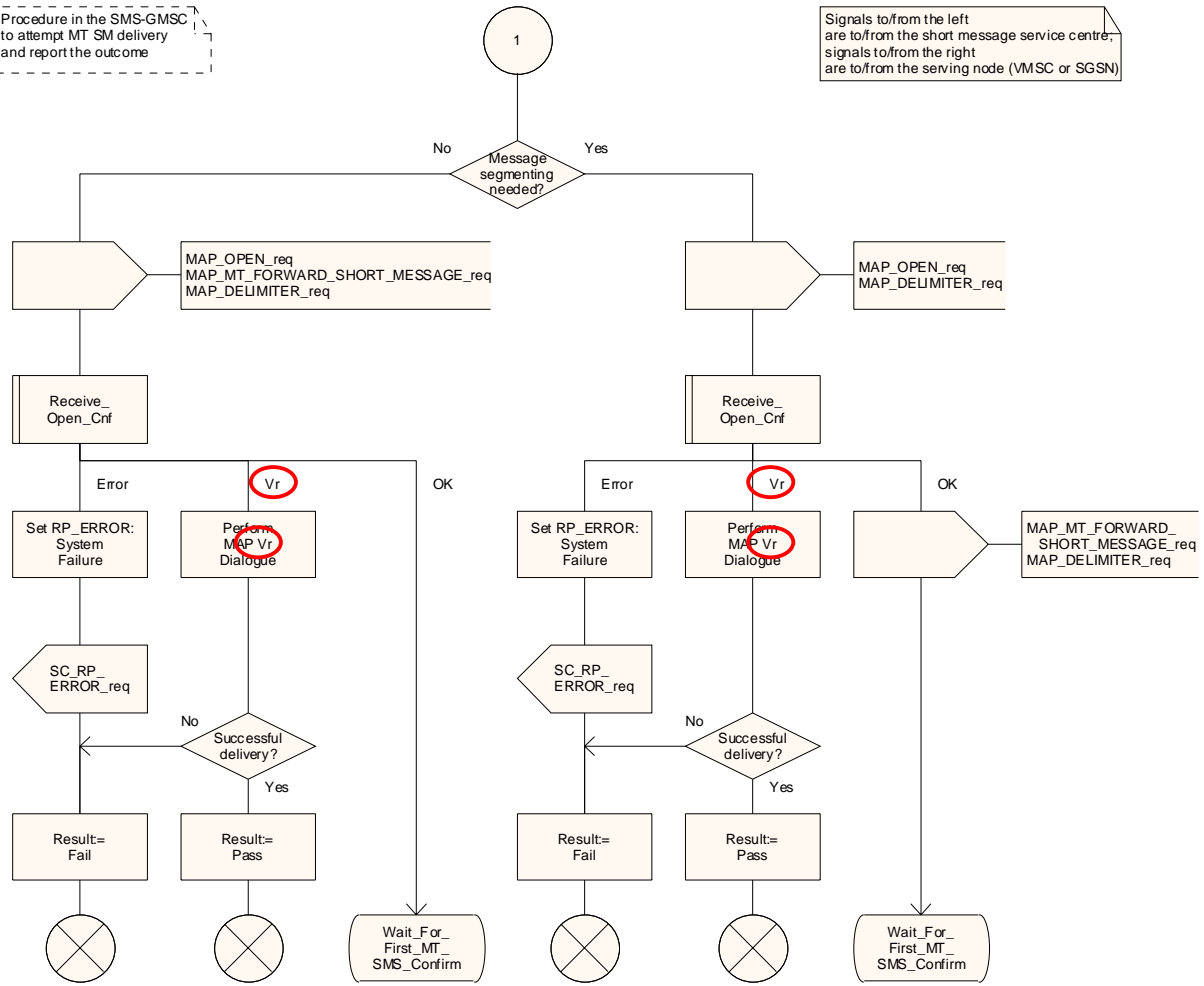 Procedure in the SMS-GMSC
to attempt MT SM delivery
and report the outcome
1
Signals to/from the left
are to/from the short message service centre;
signals to/from the right
are to/from the serving node (VMSC or SGSN)
No
Yes
Message
segmenting
needed?
MAP_OPEN_req
MAP_MT_FORWARD_SHORT_MESSAGE_req
MAP_DELIMITER_req
MAP_OPEN_req
MAP_DELIMITER_req
Receive_
Open_Cnf
Receive_
Open_Cnf
Error
Vr
OK
Error
Vr
OK
Set RP_ERROR:
System
Failure
Perform
MAP Vr
Dialogue
Set RP_ERROR:
System
Failure
Perform
MAP Vr
Dialogue
MAP_MT_FORWARD_
SHORT_MESSAGE_req
MAP_DELIMITER_req
SC_RP_
ERROR_req
SC_RP_
ERROR_req
No
Successful
delivery?
Yes
No
Successful
delivery?
Yes
Result:=
Fail
Result:=
Pass
Result:=
Fail
Result:=
Pass
Wait_For_
First_MT_
SMS_Confirm
Wait_For_
First_MT_
SMS_Confirm